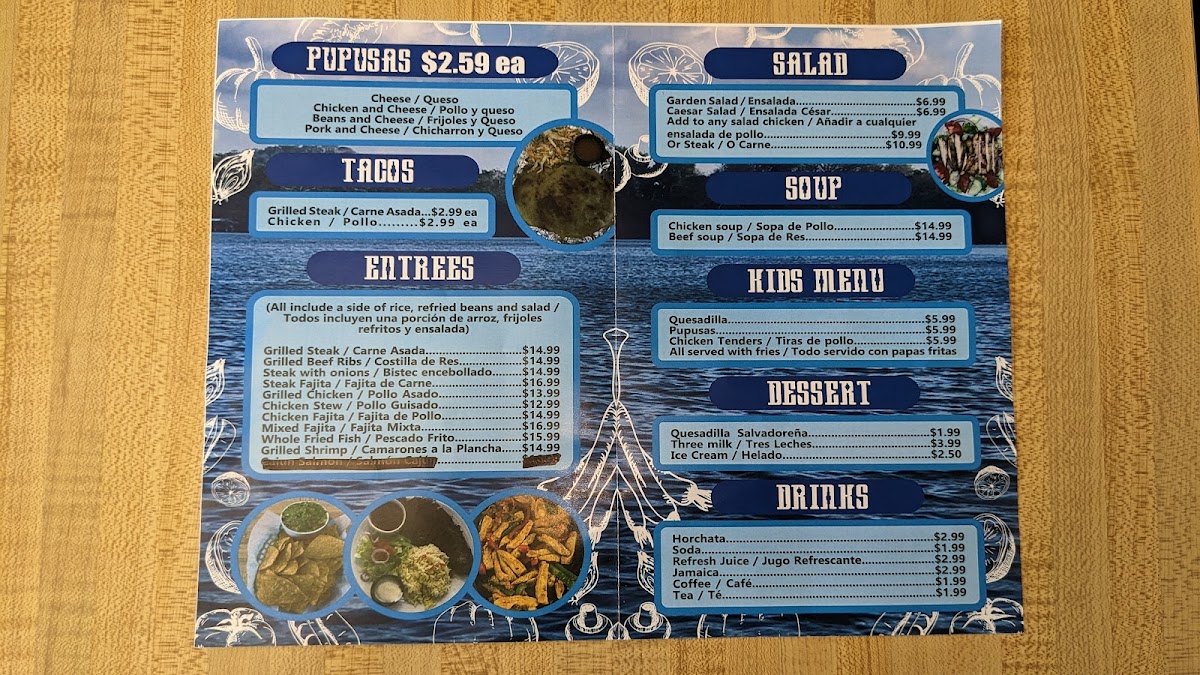 PUPUSAS $2.59 ea
Cheese / Queso
Chicken and Cheese / Pollo y queso
Beans and Cheese / Frijoles y Queso
Pork and Cheese / Chicharron y Queso
TACOS
Grilled Steak / Carne Asada...$2.99 ea
Chicken / Pollo.........$2.99 ea
ENTREES
(All include a side of rice, refried beans and salad /
Todos incluyen una porción de arroz, frijoles
refritos y ensalada)
Grilled Steak / Carne Asada........................$14.99
Grilled Beef Ribs / Costilla de Res...............$14.99
Steak with onions / Bistec encebollado.......$14.99
Steak Fajita / Fajita de Carne......................$16.99
Grilled Chicken / Pollo Asado.....................$13.99
Chicken Stew / Pollo Guisado.....................$12.99
Chicken Fajita / Fajita de Pollo....................$14.99
Mixed Fajita / Fajita Mixta.........................$16.99
Whole Fried Fish / Pescado Frito.................$15.99
Grilled Shrimp / Camarones a la Plancha.....$14.99
Cajun Salmon / Salmon Cajún
SALAD
Garden Salad / Ensalada..............................$6.99
Caesar Salad / Ensalada César.....................$6.99
Add to any salad chicken / Añadir a cualquier
ensalada de pollo................................$9.99
Or Steak / O Carne..............................$10.99
SOUP
Chicken soup / Sopa de Pollo.....................$14.99
Beef soup / Sopa de Res............................$14.99
KIDS MENU
Quesadilla..................................................$5.99
Pupusas.....................................................$5.99
Chicken Tenders / Tiras de pollo..................$5.99
All served with fries / Todo servido con papas fritas
DESSERT
Quesadilla Salvadoreña...............................$1.99
Three milk / Tres Leches.............................$3.99
Ice Cream / Helado.....................................$2.50
DRINKS
Horchata....................................................$2.99
Soda..........................................................$1.99
Refresh Juice / Jugo Refrescante..................$2.99
Jamaica......................................................$2.99
Coffee / Café..............................................$1.99
Tea / Té......................................................$1.99